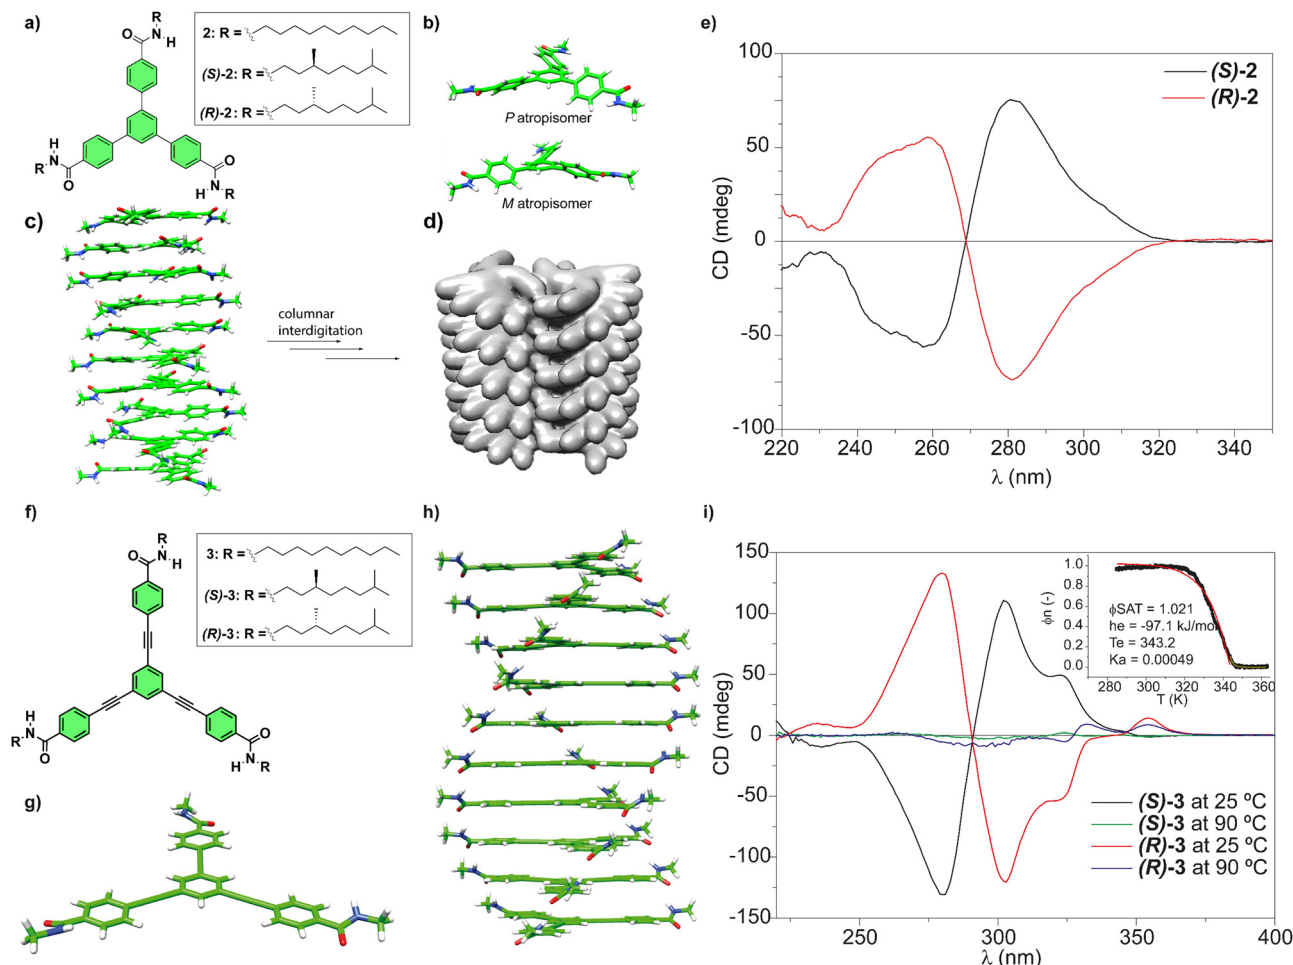 a)
R
N
O
H
2: R =
(S)-2: R =
(R)-2: R =
H
N
R
O
O
N
H
R
b)
P atropisomer
M atropisomer
c)
columnar
interdigitation
d)
e)
100
50
0
-50
-100
CD (mdeg)
220
240
260
280
300
320
340
λ (nm)
(S)-2
(R)-2
f)
R
N
O
H
3: R =
(S)-3: R =
(R)-3: R =
H
N
R
O
O
N
H
R
g)
h)
i)
150
100
50
0
-50
-100
-150
CD (mdeg)
250
300
350
400
λ (nm)
1.0
0.8
0.6
0.4
0.2
0.0
ϕn (-)
ϕSAT = 1.021
he = -97.1 kJ/mol
Te = 343.2
Ka = 0.00049
280
300
320
340
360
T (K)
(S)-3 at 25 ºC
(S)-3 at 90 ºC
(R)-3 at 25 ºC
(R)-3 at 90 ºC